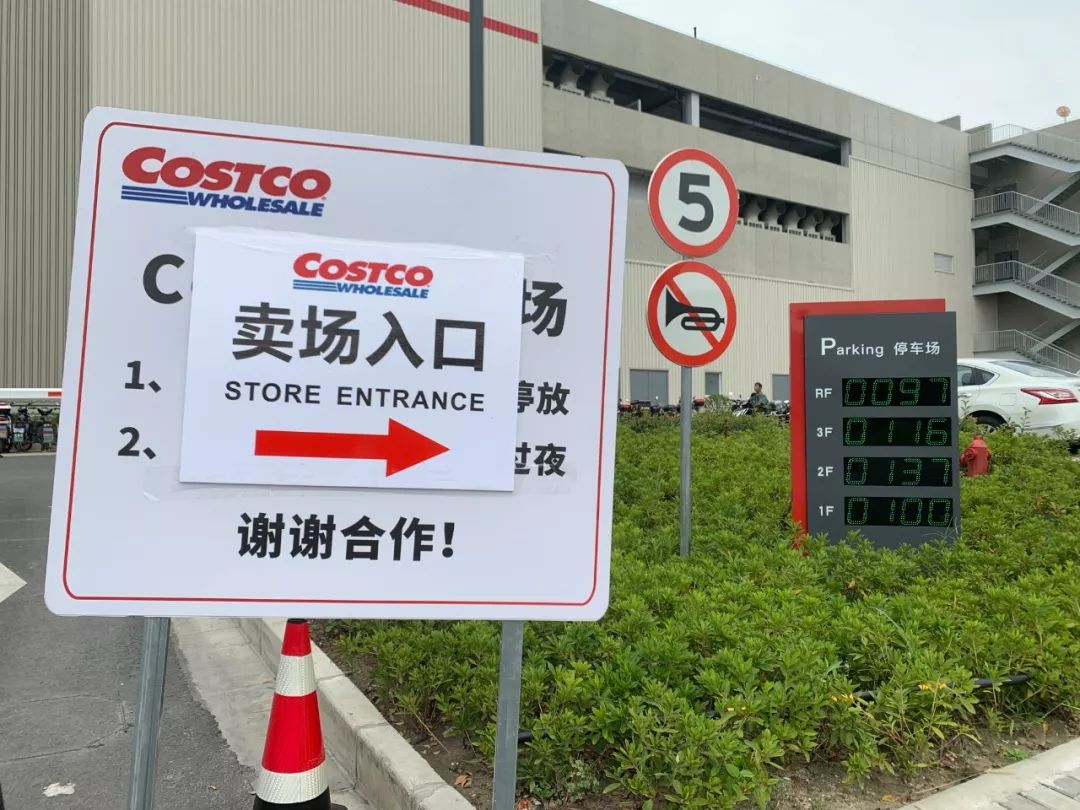 COSTCO
WHOLESALE
C
场
1、
停放
2、
过夜
谢谢合作！
COSTCO
WHOLESALE
卖场入口
STORE ENTRANCE
5
Parking 停车场
RF 0097
3F 0116
2F 0137
1F 0100